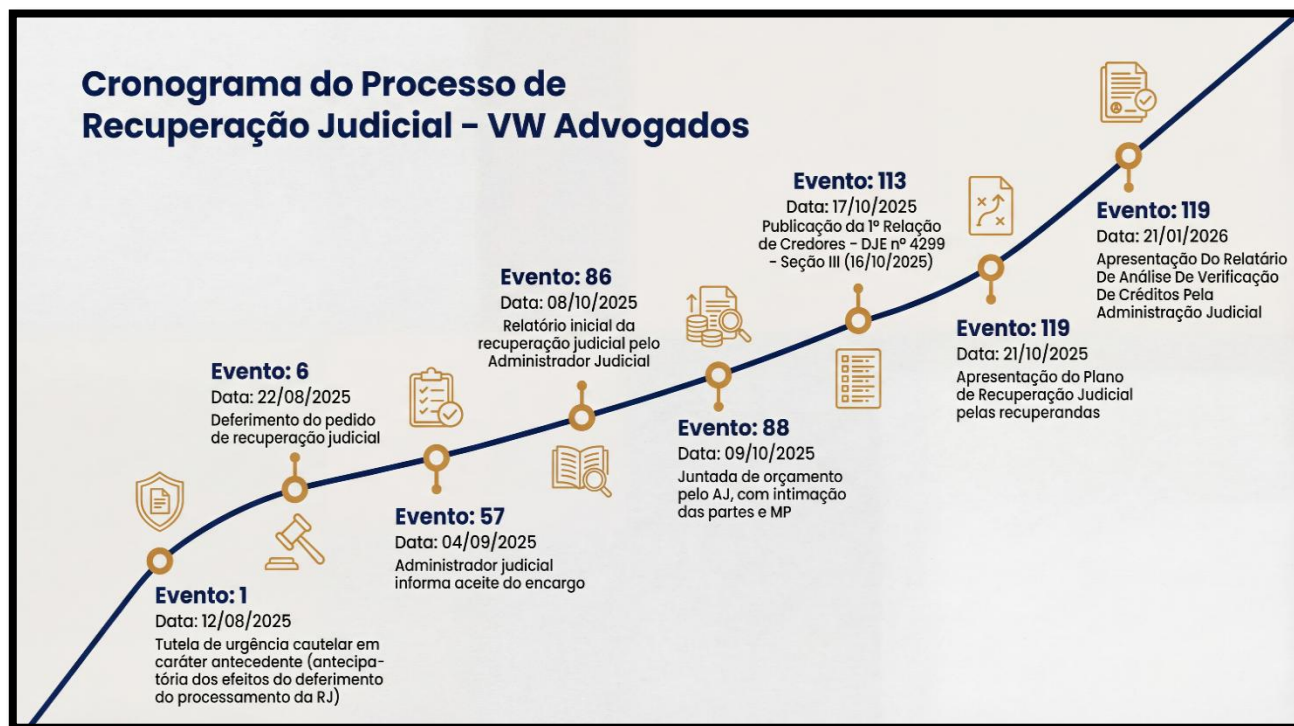 Cronograma do Processo de
Recuperação Judicial – VW Advogados
Evento: 1
Data: 12/08/2025
Tutela de urgência cautelar em
caráter antecedente (antecipa-
tória dos efeitos do deferimento
do processamento da RJ)
Evento: 6
Data: 22/08/2025
Deferimento do pedido
de recuperação judicial
Evento: 57
Data: 04/09/2025
Administrador judicial
informa aceite do encargo
Evento: 86
Data: 08/10/2025
Relatório inicial da
recuperação judicial pelo
Administrador Judicial
Evento: 88
Data: 09/10/2025
Juntada de orçamento
pelo AJ, com intimação
das partes e MP
Evento: 113
Data: 17/10/2025
Publicação da 1º Relação
de Credores – DJE nº 4299
– Seção III (16/10/2025)
Evento: 119
Data: 21/10/2025
Apresentação do Plano
de Recuperação Judicial
pelas recuperandas
Evento: 119
Data: 21/01/2026
Apresentação Do Relatário
De Análise De Verificação
De Créditos Pela
Administração Judicial